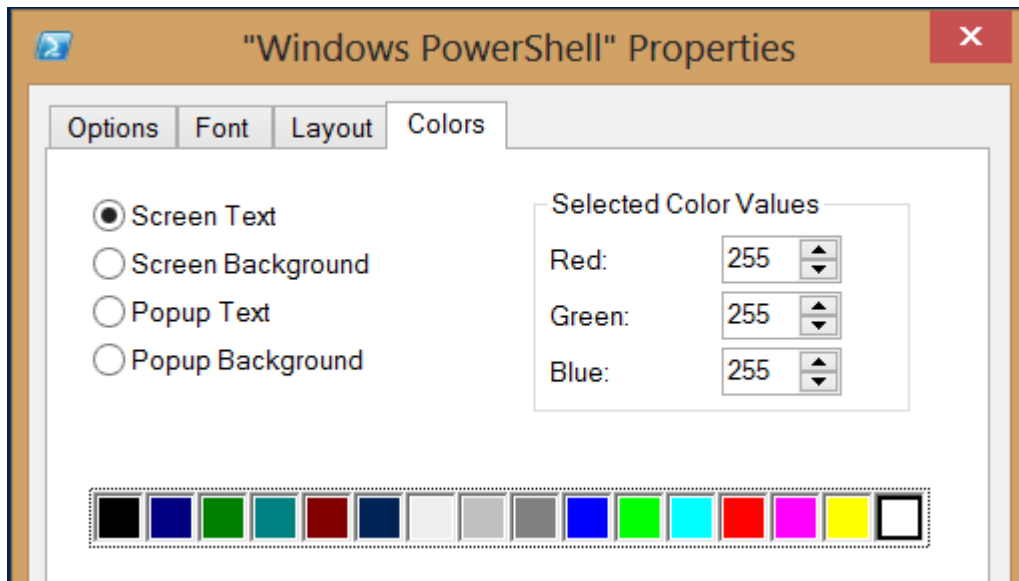 "Windows PowerShell" Properties
Options Font Layout Colors
Screen Text
Screen Background
Popup Text
Popup Background
Selected Color Values
Red: 255
Green: 255
Blue: 255